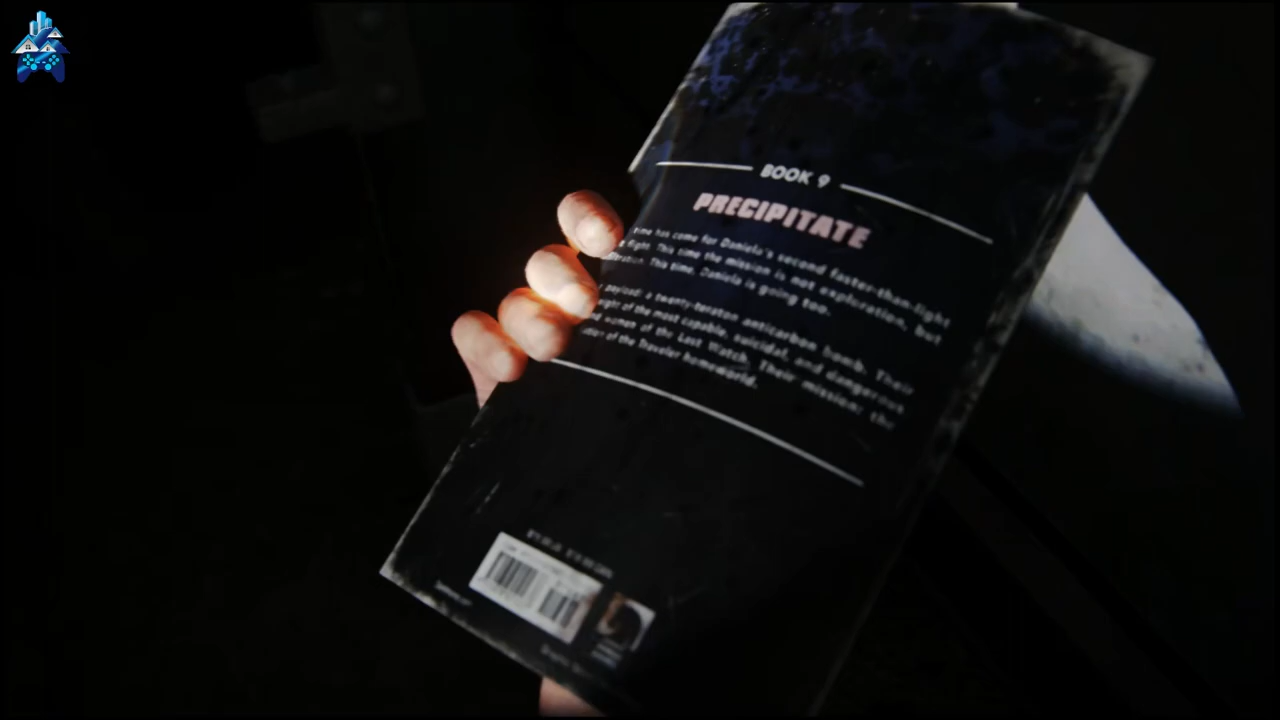 BOOK 9
PRECIPITATE
time has come for Daniela's second faster-than-light
flight. This time the mission is not exploration, but
This time, Daniela is going too.
payload: a twenty-teraton anticarbon bomb. Their
of the most capable, suicidal, and dangerous
women of the Last Watch. Their mission: the
of the Traveler homeworld.